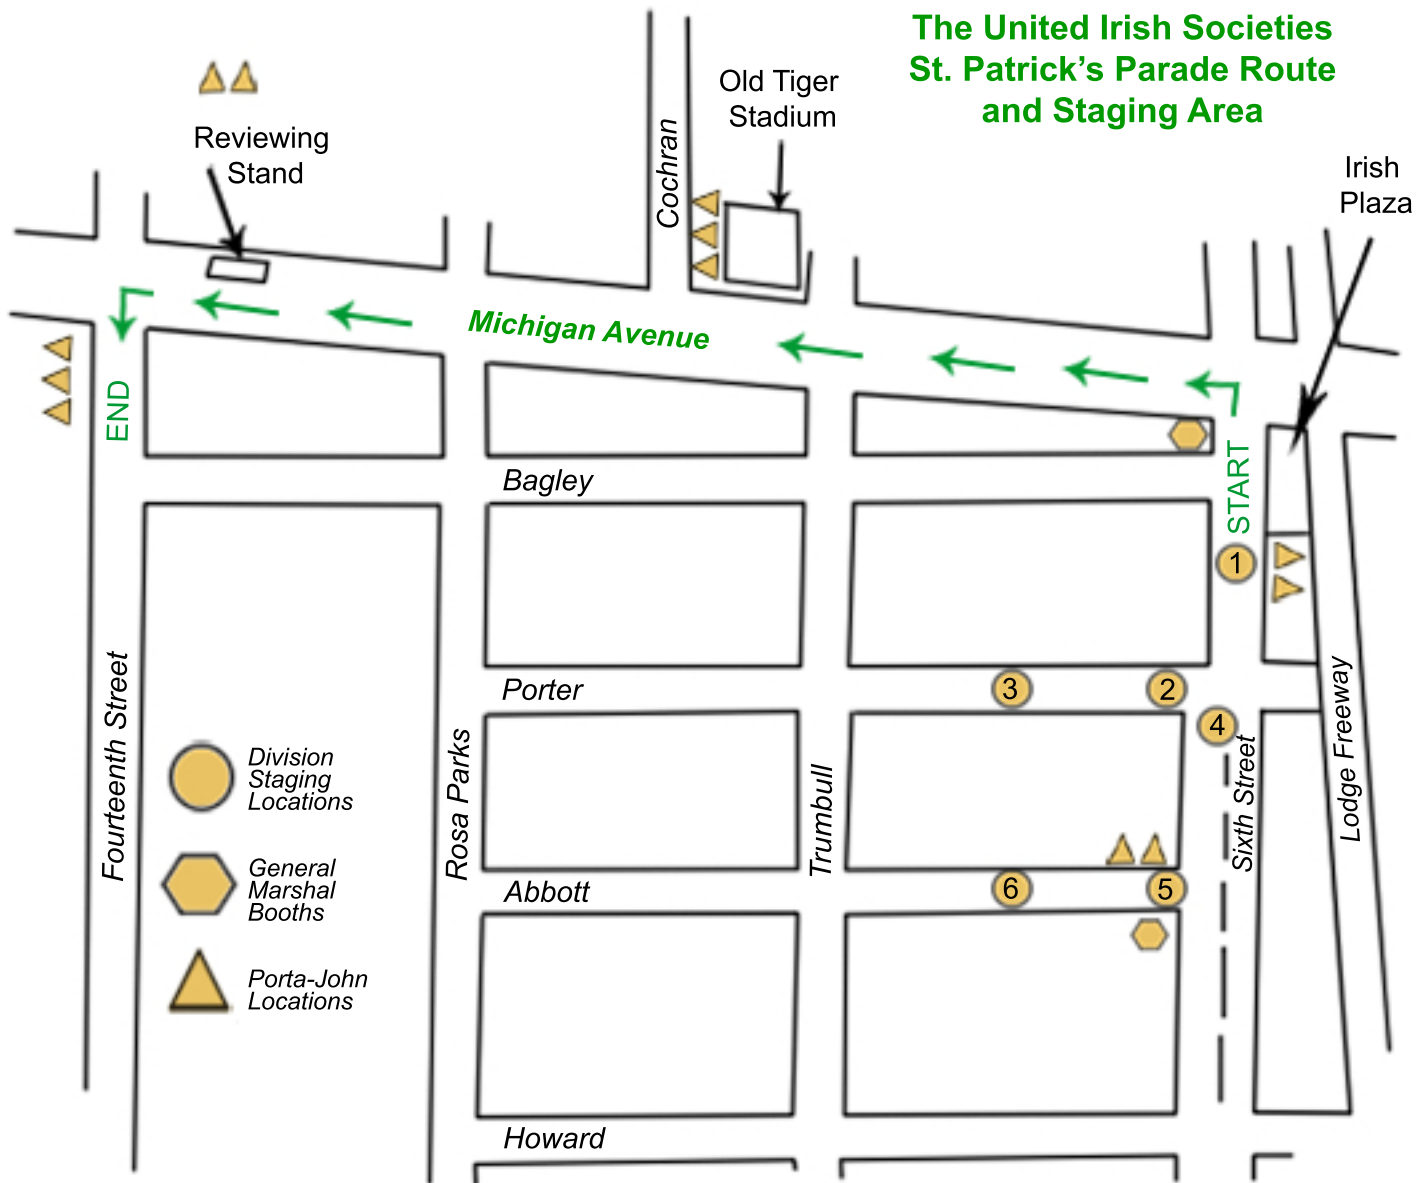 The United Irish Societies
St. Patrick's Parade Route
and Staging Area
Old Tiger
Stadium
Reviewing
Stand
Irish
Plaza
Cochran
Michigan Avenue
END
START
Bagley
1
Porter
3
2
4
Fourteenth Street
Rosa Parks
Trumbull
Sixth Street
Lodge Freeway
Division
Staging
Locations
General
Marshal
Booths
Abbott
6
5
Porta-John
Locations
Howard